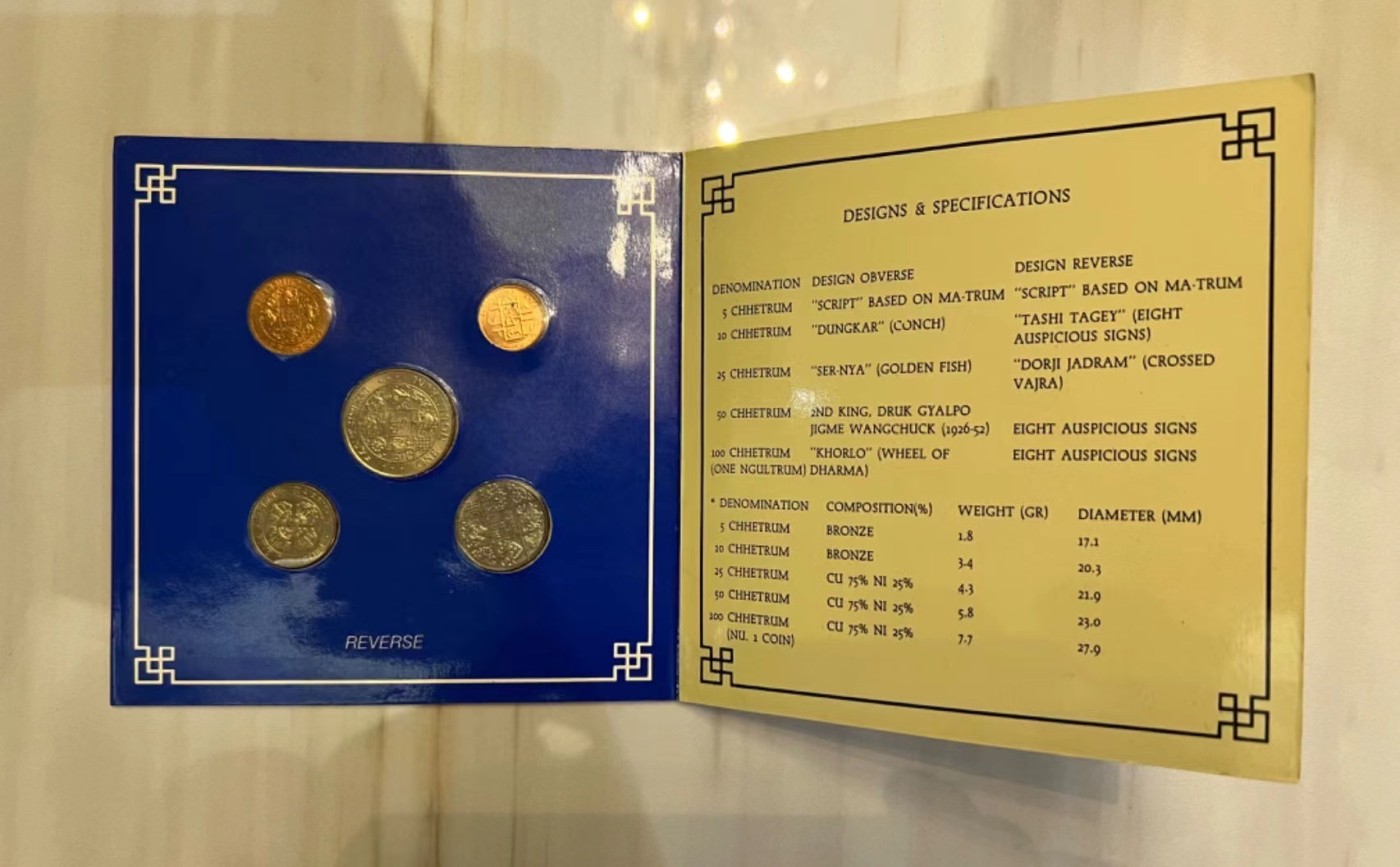 REVERSE
DESIGNS & SPECIFICATIONS
DENOMINATION DESIGN OBVERSE DESIGN REVERSE
5 CHHETRUM "SCRIPT" BASED ON MA-TRUM "SCRIPT" BASED ON MA-TRUM
10 CHHETRUM "DUNGKAR" (CONCH) "TASHI TAGEY" (EIGHT
AUSPICIOUS SIGNS)
25 CHHETRUM "SER-NYA" (GOLDEN FISH) "DORJI JADRAM" (CROSSED
VAJRA)
50 CHHETRUM 2ND KING, DRUK GYALPO
JIGME WANGCHUCK (1926-52) EIGHT AUSPICIOUS SIGNS
100 CHHETRUM "KHORLO" (WHEEL OF EIGHT AUSPICIOUS SIGNS
(ONE NGULTRUM) DHARMA)
* DENOMINATION COMPOSITION(%) WEIGHT (GR) DIAMETER (MM)
5 CHHETRUM BRONZE 1.8 17.1
10 CHHETRUM BRONZE 3.4 20.3
25 CHHETRUM CU 75% NI 25% 4.3 21.9
50 CHHETRUM CU 75% NI 25% 5.8 23.0
100 CHHETRUM CU 75% NI 25% 7.7 27.9
(NU. 1 COIN)